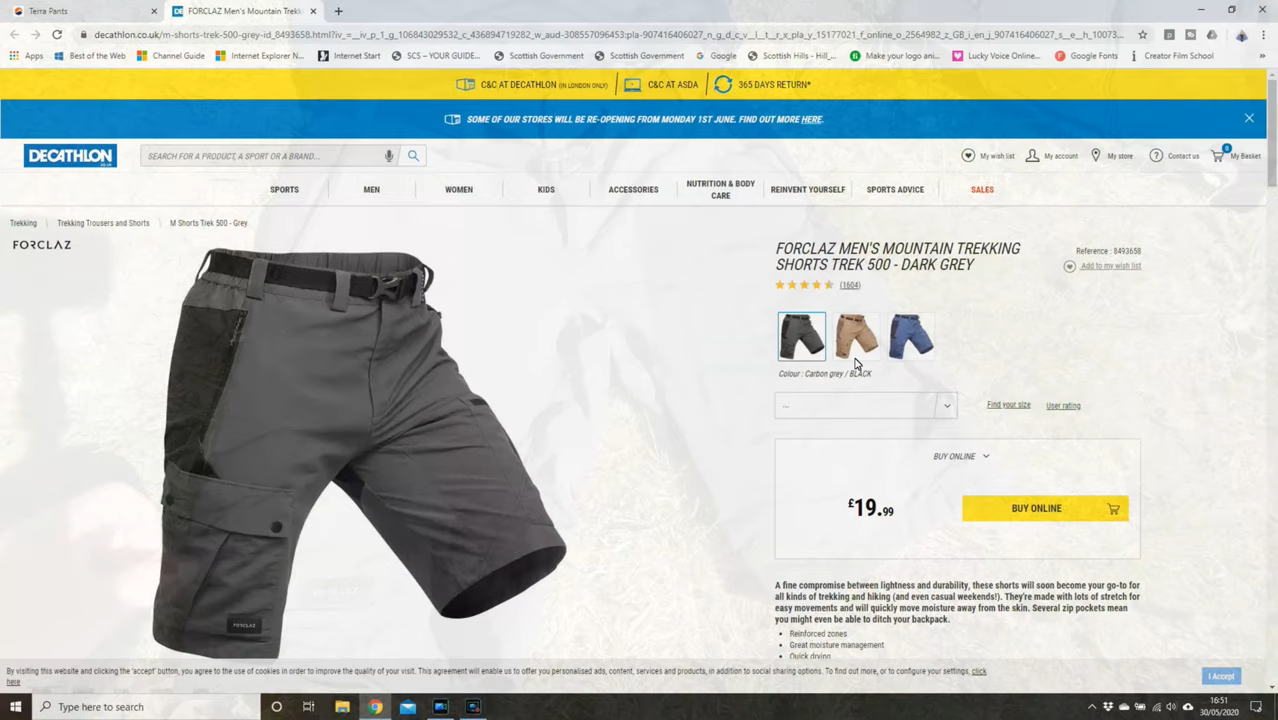 Terra Pants
FORCLAZ Men's Mountain Trekki
decathlon.co.uk/m-shorts-trek-500-grey-id_8493658.html?iv_=__iv_p_1_g_106843029532_c_436894719282_w_aud-308557096453:pla-907416406027_n_g_d_c_v__l__t_r_x_pla_y_15177021_f_online_o_2564982_z_GB_i_en_j_907416406027_s__e__h_10073...
Apps
Channel Guide
Internet Explorer N...
Internet Start
SCS – YOUR GUIDE...
Scottish Government
Scottish Government
Google
Scottish Hills - Hill_...
Make your logo ani...
Lucky Voice Online...
Google Fonts
Creator Film School
C&C AT DECATHLON (IN LONDON ONLY)
C&C AT ASDA
365 DAYS RETURN*
SOME OF OUR STORES WILL BE RE-OPENING FROM MONDAY 1ST JUNE. FIND OUT MORE HERE.
DECATHLON
SEARCH FOR A PRODUCT, A SPORT OR A BRAND...
My wish list
My account
My store
Contact us
0
My Basket
SPORTS
MEN
WOMEN
KIDS
ACCESSORIES
NUTRITION & BODY
CARE
REINVENT YOURSELF
SPORTS ADVICE
SALES
Trekking
Trekking Trousers and Shorts
M Shorts Trek 500 - Grey
FORCLAZ
FORCLAZ MEN'S MOUNTAIN TREKKING
SHORTS TREK 500 - DARK GREY
Reference : 8493658
Add to my wish list
(1604)
Colour : Carbon grey / BLACK
...
Find your size
User rating
BUY ONLINE
£19.99
BUY ONLINE
A fine compromise between lightness and durability, these shorts will soon become your go-to for
all kinds of trekking and hiking (and even casual weekends!). They're made with lots of stretch for
easy movements and will quickly move moisture away from the skin. Several zip pockets mean
you might even be able to ditch your backpack.
Reinforced zones
Great moisture management
Quick drying
FORCLAZ
By visiting this website and clicking the 'accept' button, you agree to the use of cookies in order to improve the quality of your visit. This agreement will enable us to offer you personalised ads, content, services and products, in addition to social sharing options. To find out more, or to configure your settings, click
here
I Accept
Type here to search
16:51
30/05/2020